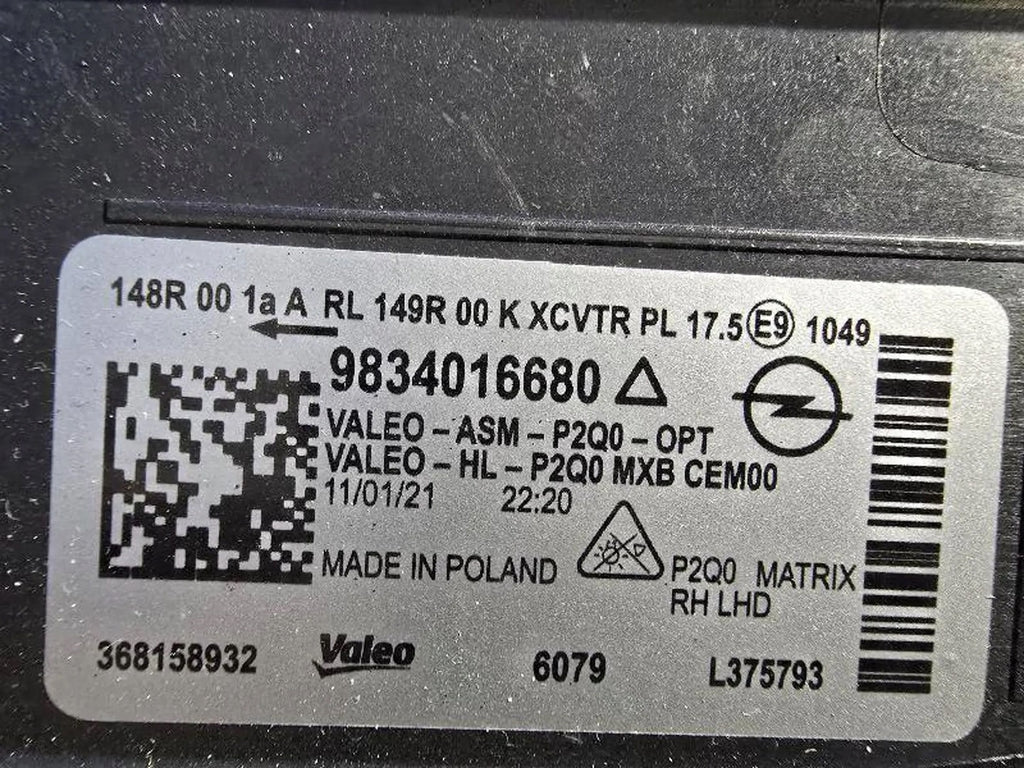 148R 00 1a A RL 149R 00 K XCVTR PL 17.5 E9 1049
9834016680
VALEO - ASM - P2Q0 - OPT
VALEO - HL - P2Q0 MXB CEM00
11/01/21 22:20
MADE IN POLAND
P2Q0 MATRIX
RH LHD
368158932 Valeo 6079 L375793